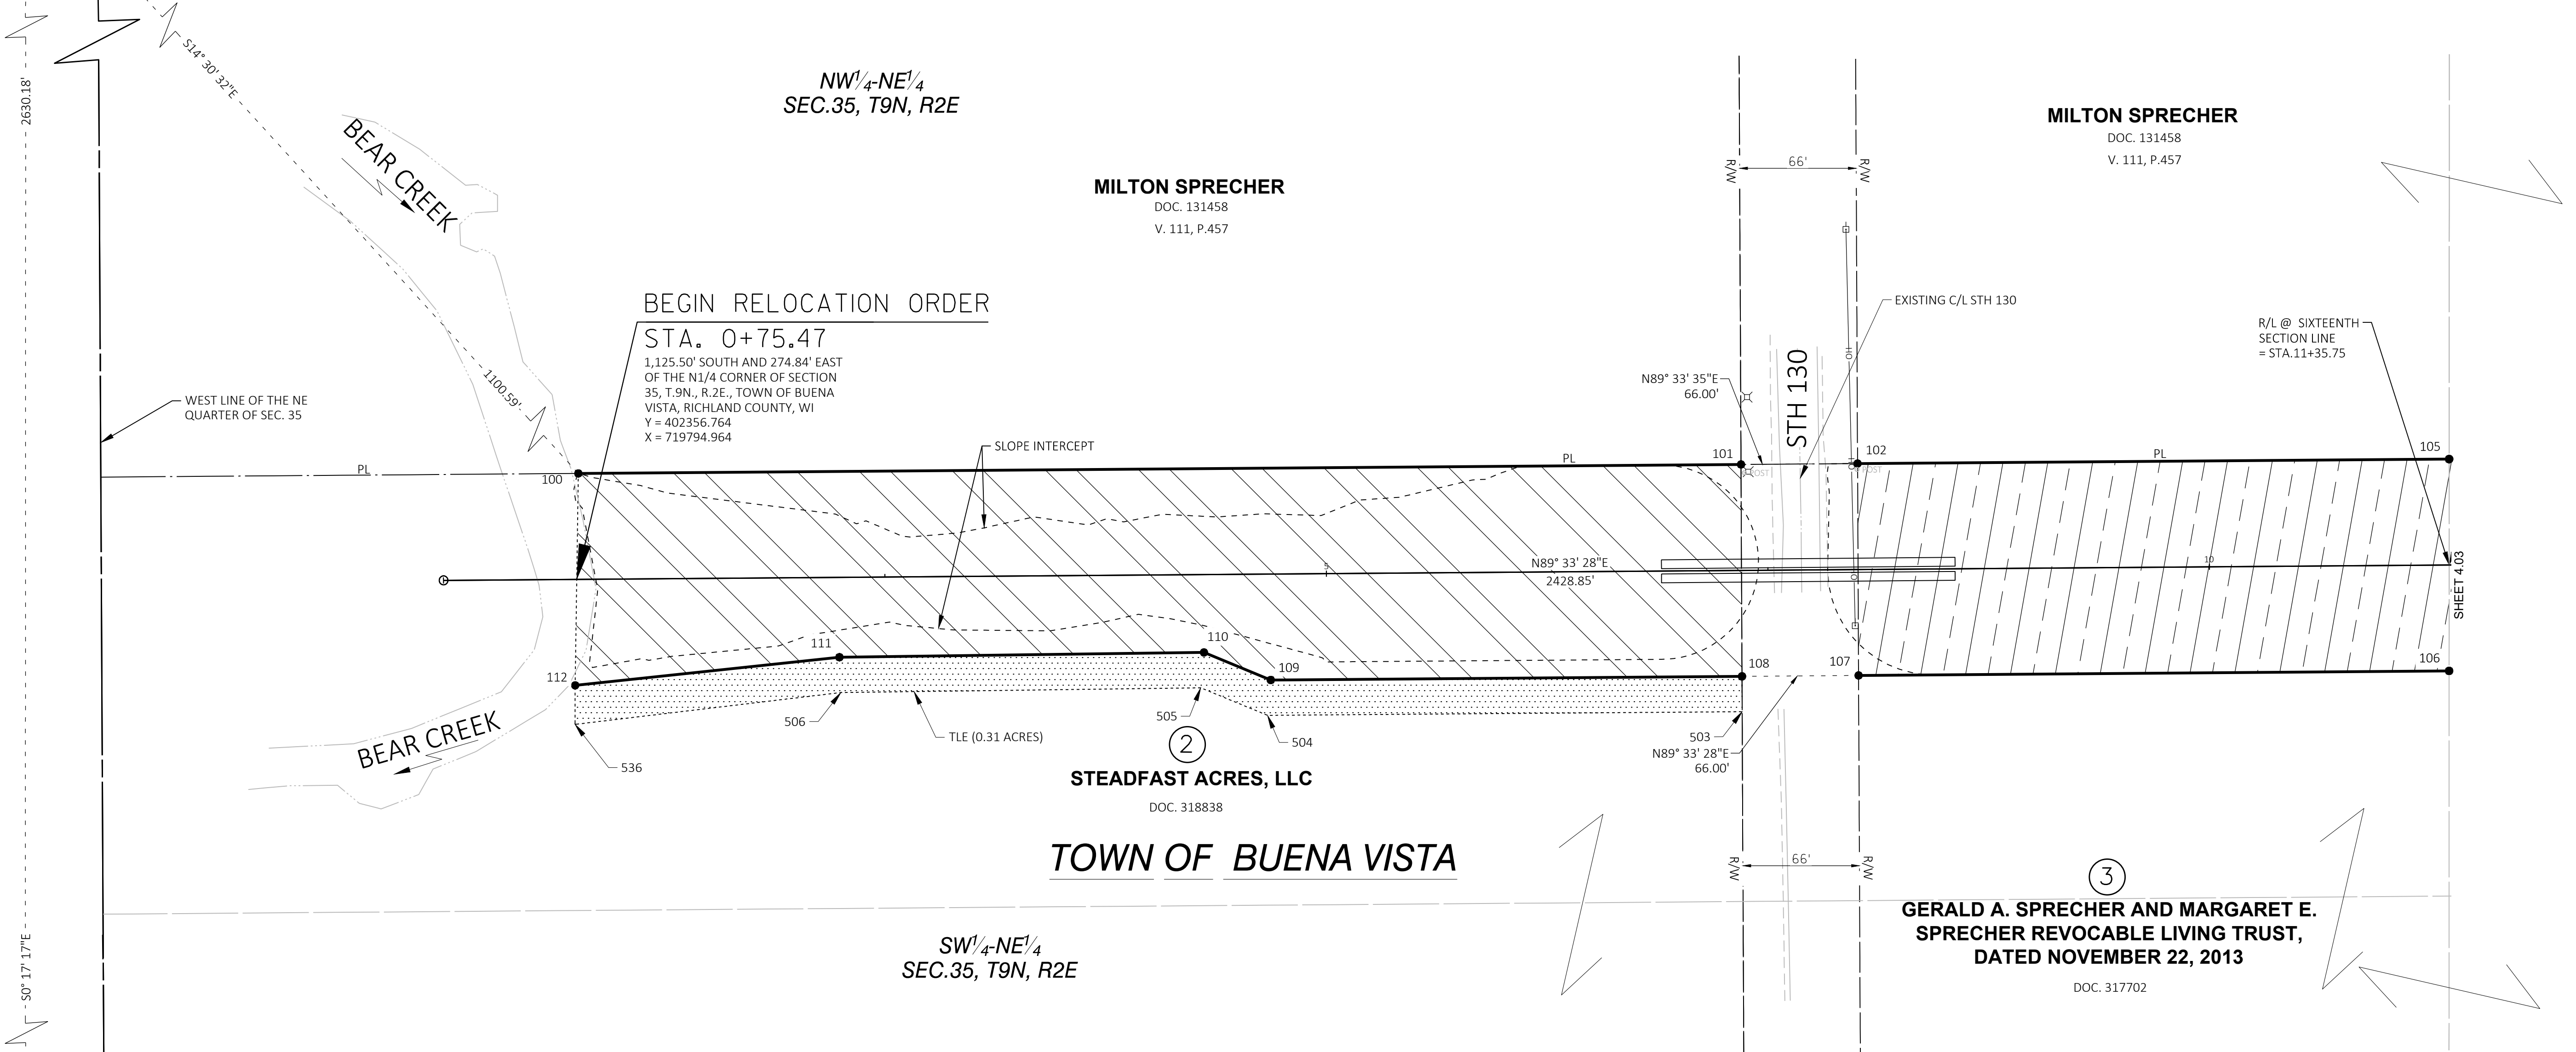 2630.18'
S0° 17' 17"E
S14° 30' 32"E
1100.59'
BEAR CREEK
NW1/4-NE1/4
SEC.35, T9N, R2E
MILTON SPRECHER
DOC. 131458
V. 111, P.457
MILTON SPRECHER
DOC. 131458
V. 111, P.457
R/W
66'
R/W
BEGIN RELOCATION ORDER
STA. 0+75.47
1,125.50' SOUTH AND 274.84' EAST
OF THE N1/4 CORNER OF SECTION
35, T.9N., R.2E., TOWN OF BUENA
VISTA, RICHLAND COUNTY, WI
Y = 402356.764
X = 719794.964
WEST LINE OF THE NE
QUARTER OF SEC. 35
EXISTING C/L STH 130
R/L @ SIXTEENTH
SECTION LINE
= STA.11+35.75
OH
STH 130
N89° 33' 35"E
66.00'
SLOPE INTERCEPT
PL
100
PL
101
POST
102
POST
PL
105
5
N89° 33' 28"E
2428.85'
10
SHEET 4.03
112
111
110
109
108
107
106
BEAR CREEK
536
506
TLE (0.31 ACRES)
505
504
503
N89° 33' 28"E
66.00'
2
STEADFAST ACRES, LLC
DOC. 318838
TOWN OF BUENA VISTA
R/W
66'
R/W
3
GERALD A. SPRECHER AND MARGARET E.
SPRECHER REVOCABLE LIVING TRUST,
DATED NOVEMBER 22, 2013
DOC. 317702
SW1/4-NE1/4
SEC.35, T9N, R2E